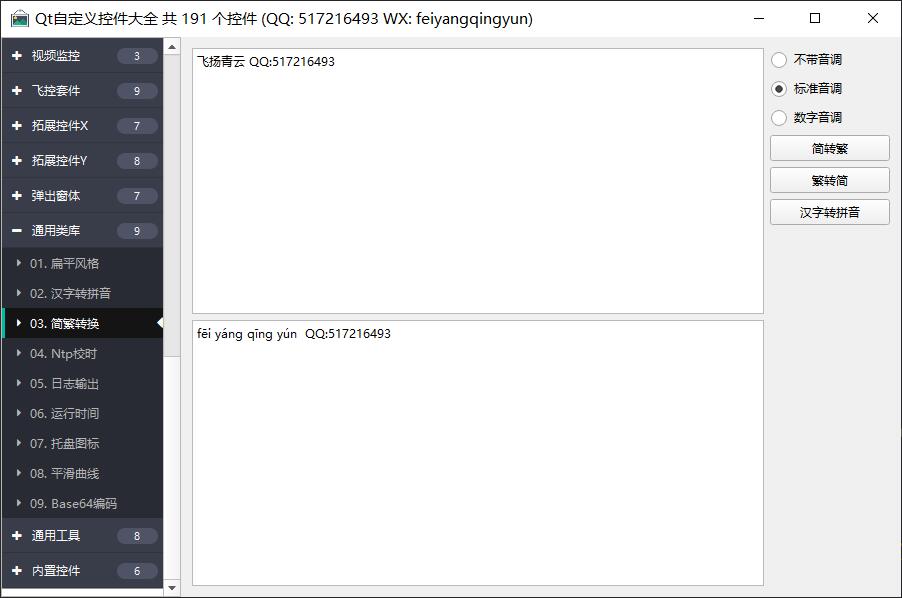 Qt自定义控件大全 共 191 个控件 (QQ: 517216493 WX: feiyangqingyun)
视频监控 3
飞控套件 9
拓展控件X 7
拓展控件Y 8
弹出窗体 7
通用类库 9
01. 扁平风格
02. 汉字转拼音
03. 简繁转换
04. Ntp校时
05. 日志输出
06. 运行时间
07. 托盘图标
08. 平滑曲线
09. Base64编码
通用工具 8
内置控件 6
飞扬青云 QQ:517216493
fēi yáng qīng yún  QQ:517216493
不带音调
标准音调
数字音调
简转繁
繁转简
汉字转拼音